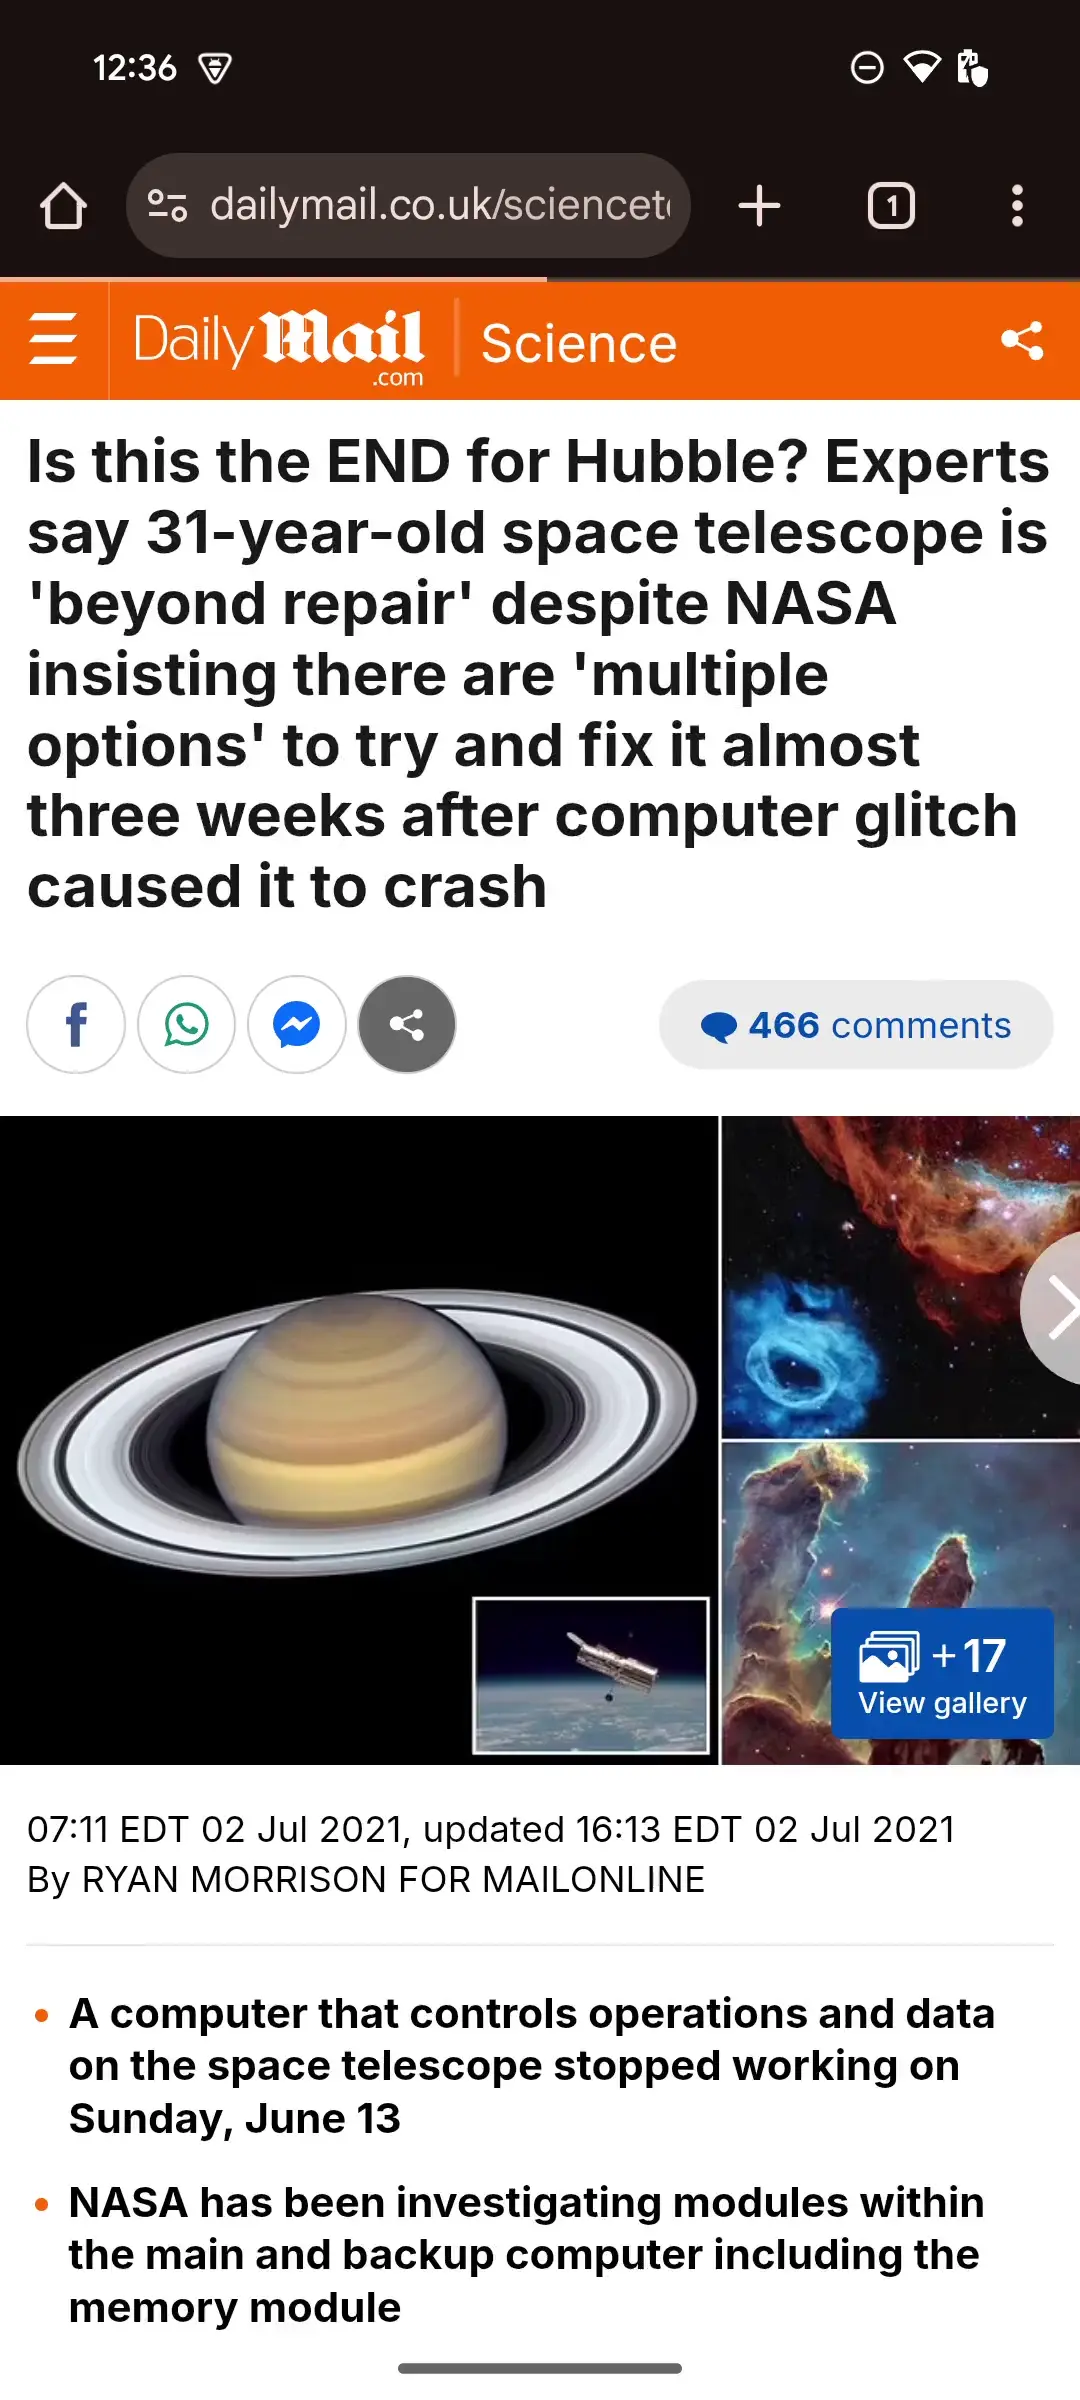 12:36
dailymail.co.uk/sciencet
1
Daily Mail
.com
Science
Is this the END for Hubble? Experts
say 31-year-old space telescope is
'beyond repair' despite NASA
insisting there are 'multiple
options' to try and fix it almost
three weeks after computer glitch
caused it to crash
466 comments
+17
View gallery
07:11 EDT 02 Jul 2021, updated 16:13 EDT 02 Jul 2021
By RYAN MORRISON FOR MAILONLINE
• A computer that controls operations and data
on the space telescope stopped working on
Sunday, June 13
• NASA has been investigating modules within
the main and backup computer including the
memory module